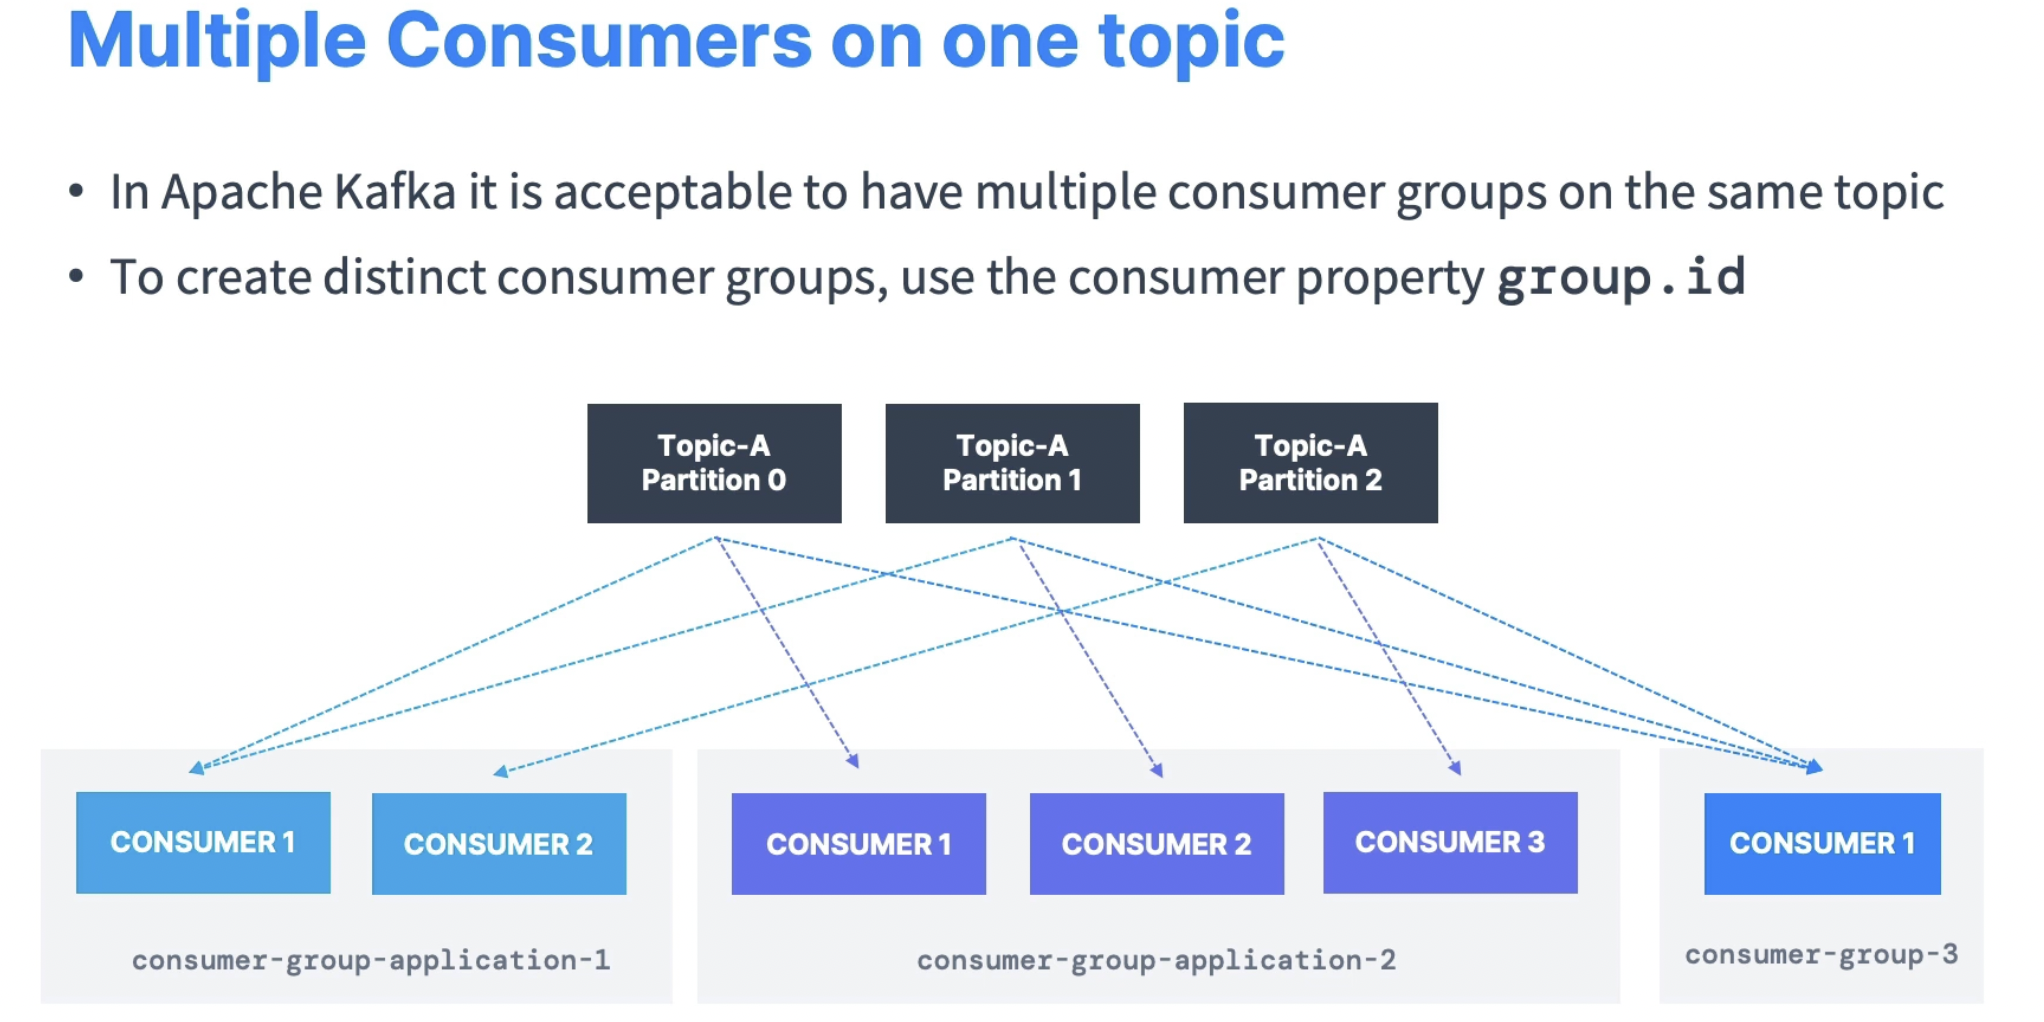 Multiple Consumers on one topic
• In Apache Kafka it is acceptable to have multiple consumer groups on the same topic
• To create distinct consumer groups, use the consumer property group.id
Topic-A
Partition 0
Topic-A
Partition 1
Topic-A
Partition 2
CONSUMER 1
CONSUMER 2
consumer-group-application-1
CONSUMER 1
CONSUMER 2
CONSUMER 3
consumer-group-application-2
CONSUMER 1
consumer-group-3